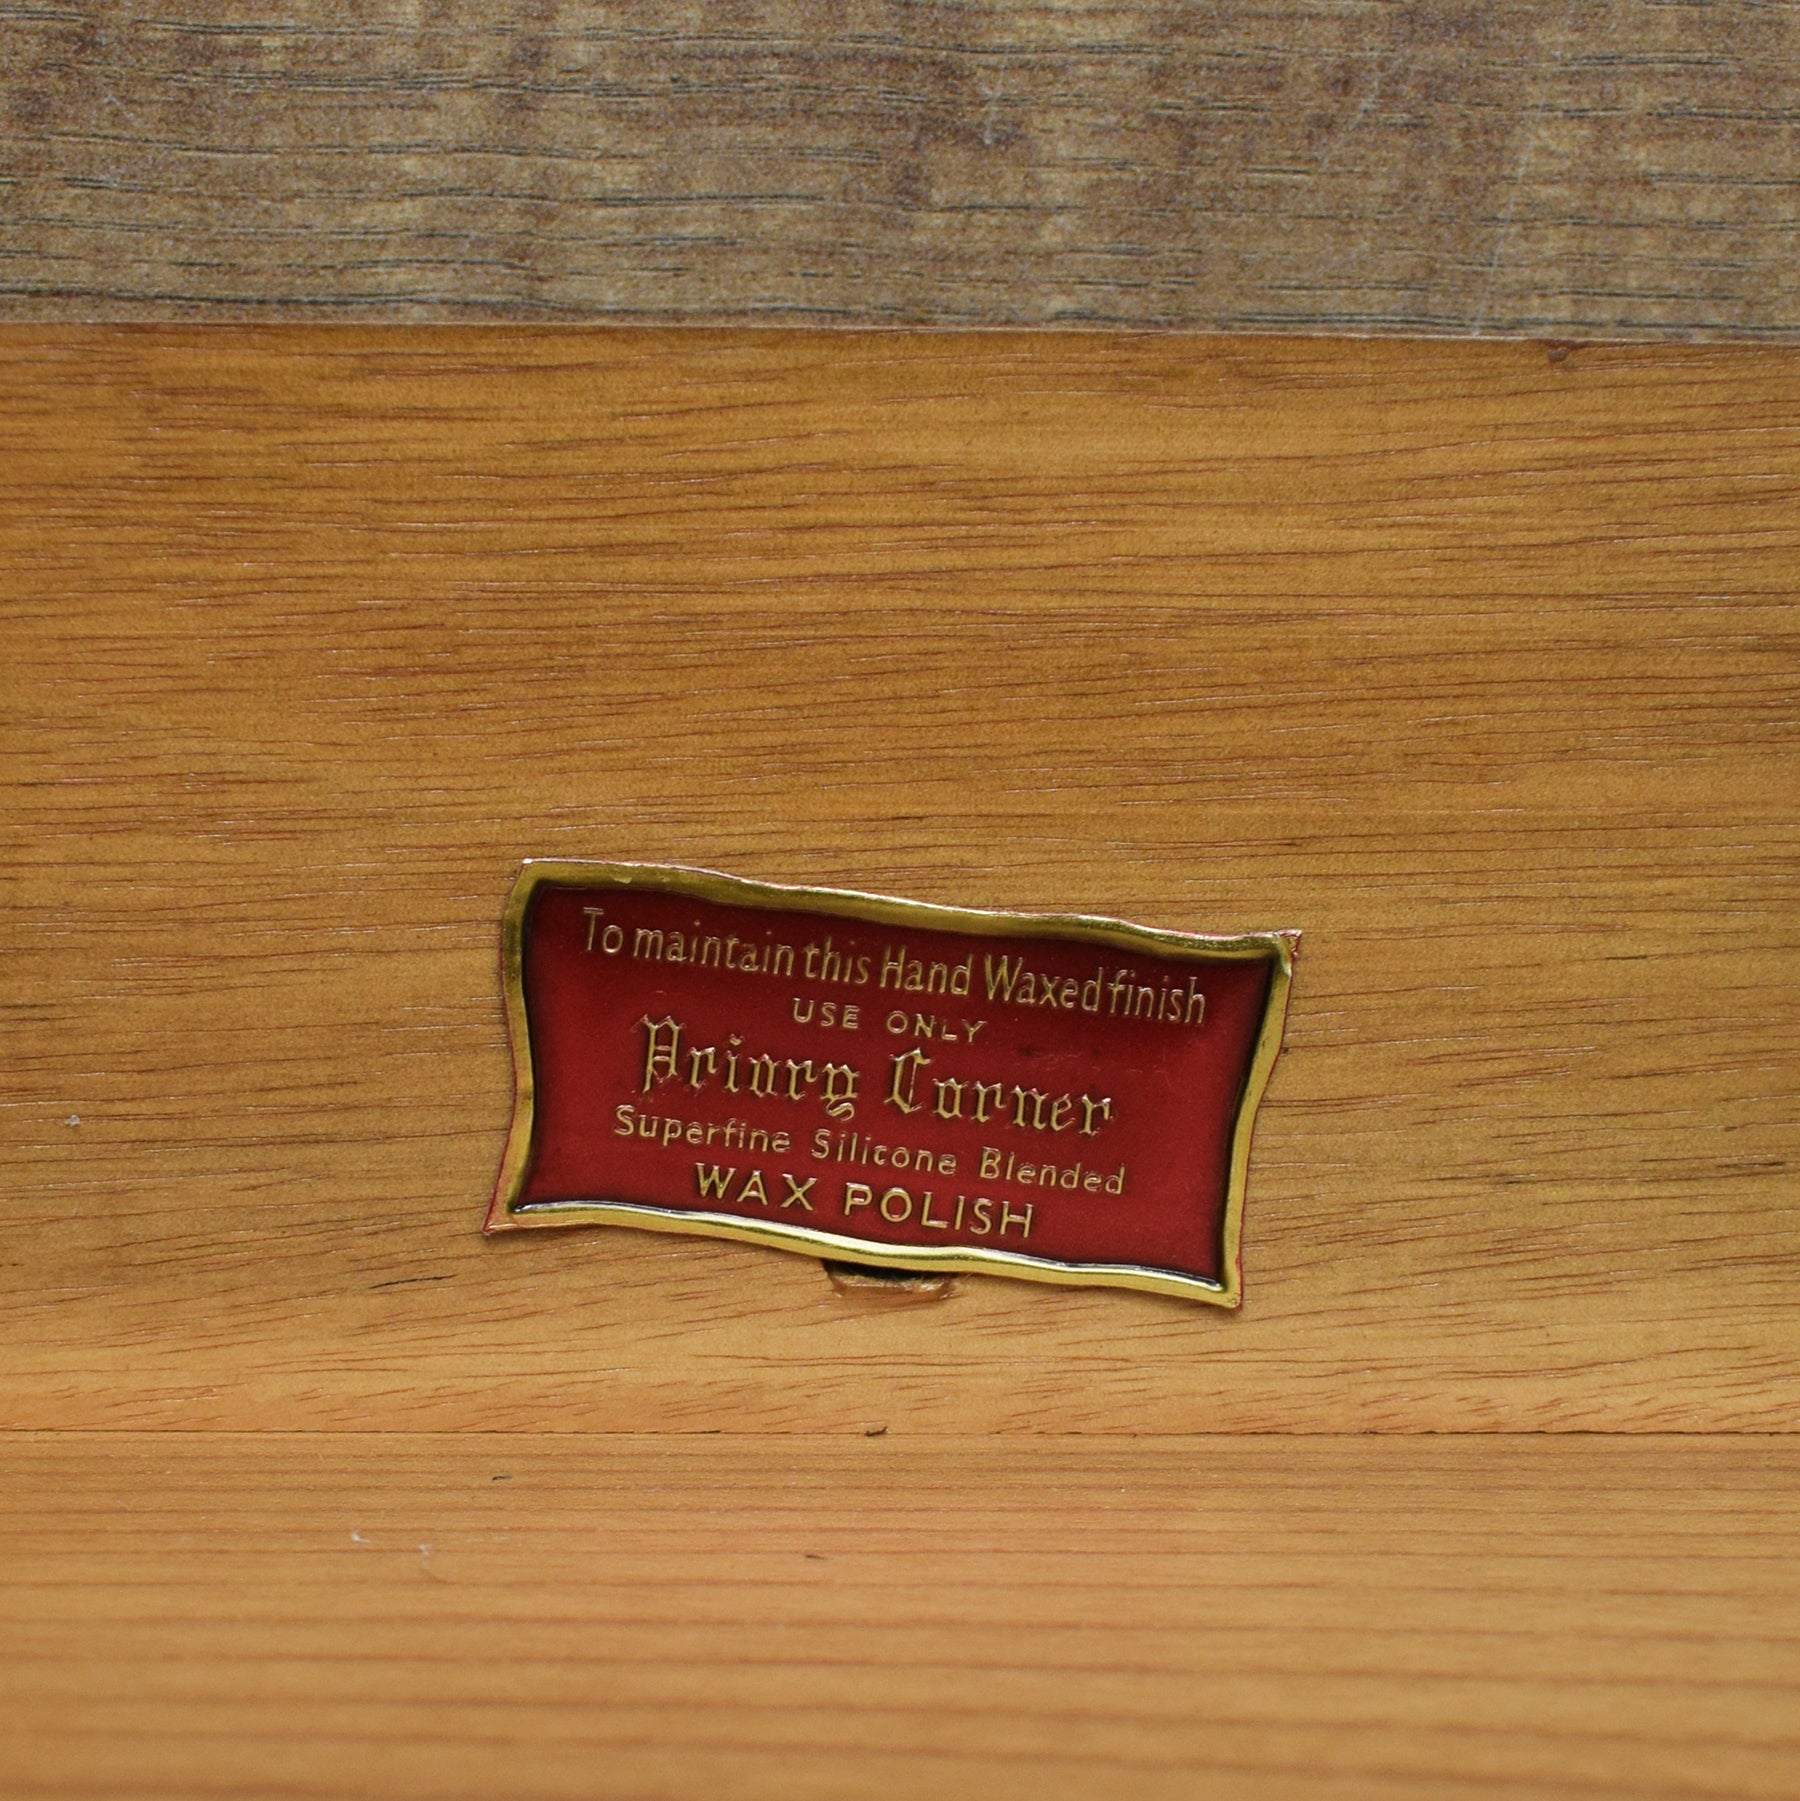 To maintain this Hand Waxed finish
USE ONLY
Priory Corner
Superfine Silicone Blended
WAX POLISH